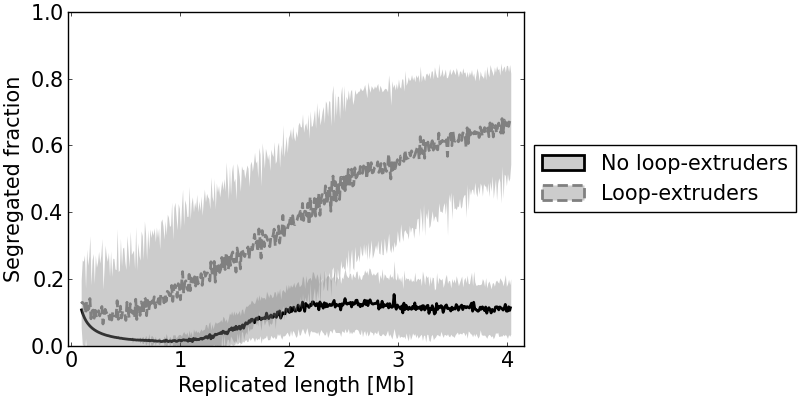 1.0
0.8
0.6
0.4
0.2
0.0
Segregated fraction
0
1
2
3
4
Replicated length [Mb]
No loop-extruders
Loop-extruders